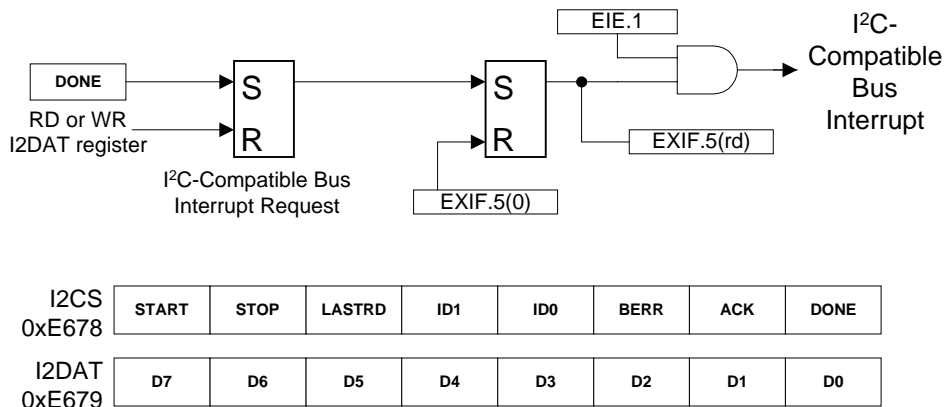 EIE.1
I²C-
Compatible
Bus
Interrupt
DONE
S
R
S
R
RD or WR
I2DAT register
EXIF.5(rd)
I²C-Compatible Bus
Interrupt Request
EXIF.5(0)
I2CS
0xE678
START STOP LASTRD ID1 ID0 BERR ACK DONE
I2DAT
0xE679
D7 D6 D5 D4 D3 D2 D1 D0